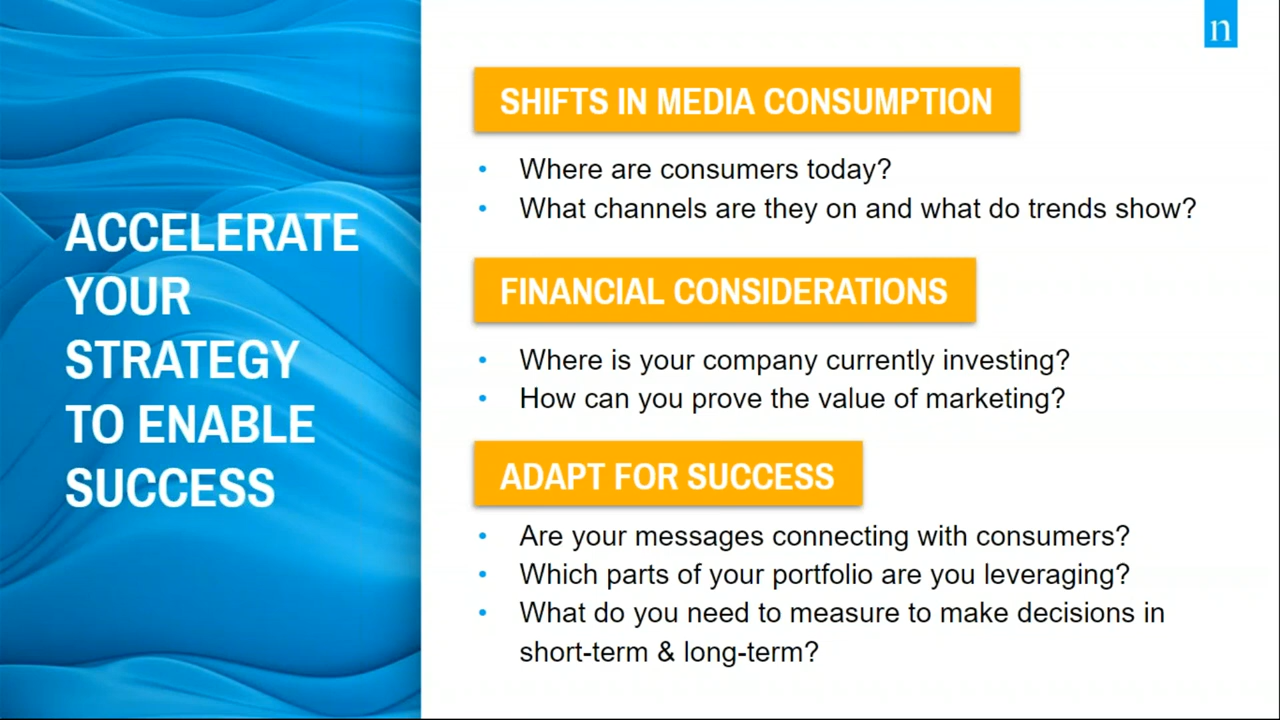 n
ACCELERATE
YOUR
STRATEGY
TO ENABLE
SUCCESS
SHIFTS IN MEDIA CONSUMPTION
• Where are consumers today?
• What channels are they on and what do trends show?
FINANCIAL CONSIDERATIONS
• Where is your company currently investing?
• How can you prove the value of marketing?
ADAPT FOR SUCCESS
• Are your messages connecting with consumers?
• Which parts of your portfolio are you leveraging?
• What do you need to measure to make decisions in
short-term & long-term?